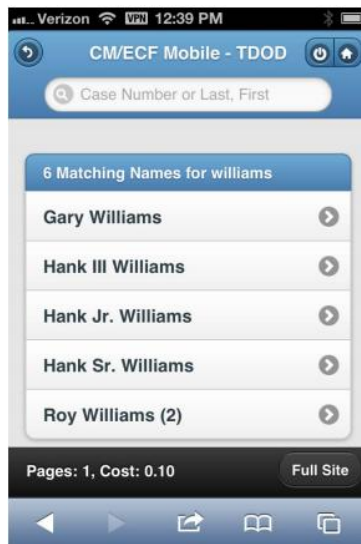 Verizon VPN 12:39 PM
CM/ECF Mobile - TDOD
Case Number or Last, First
6 Matching Names for williams
Gary Williams
Hank III Williams
Hank Jr. Williams
Hank Sr. Williams
Roy Williams (2)
Pages: 1, Cost: 0.10 Full Site